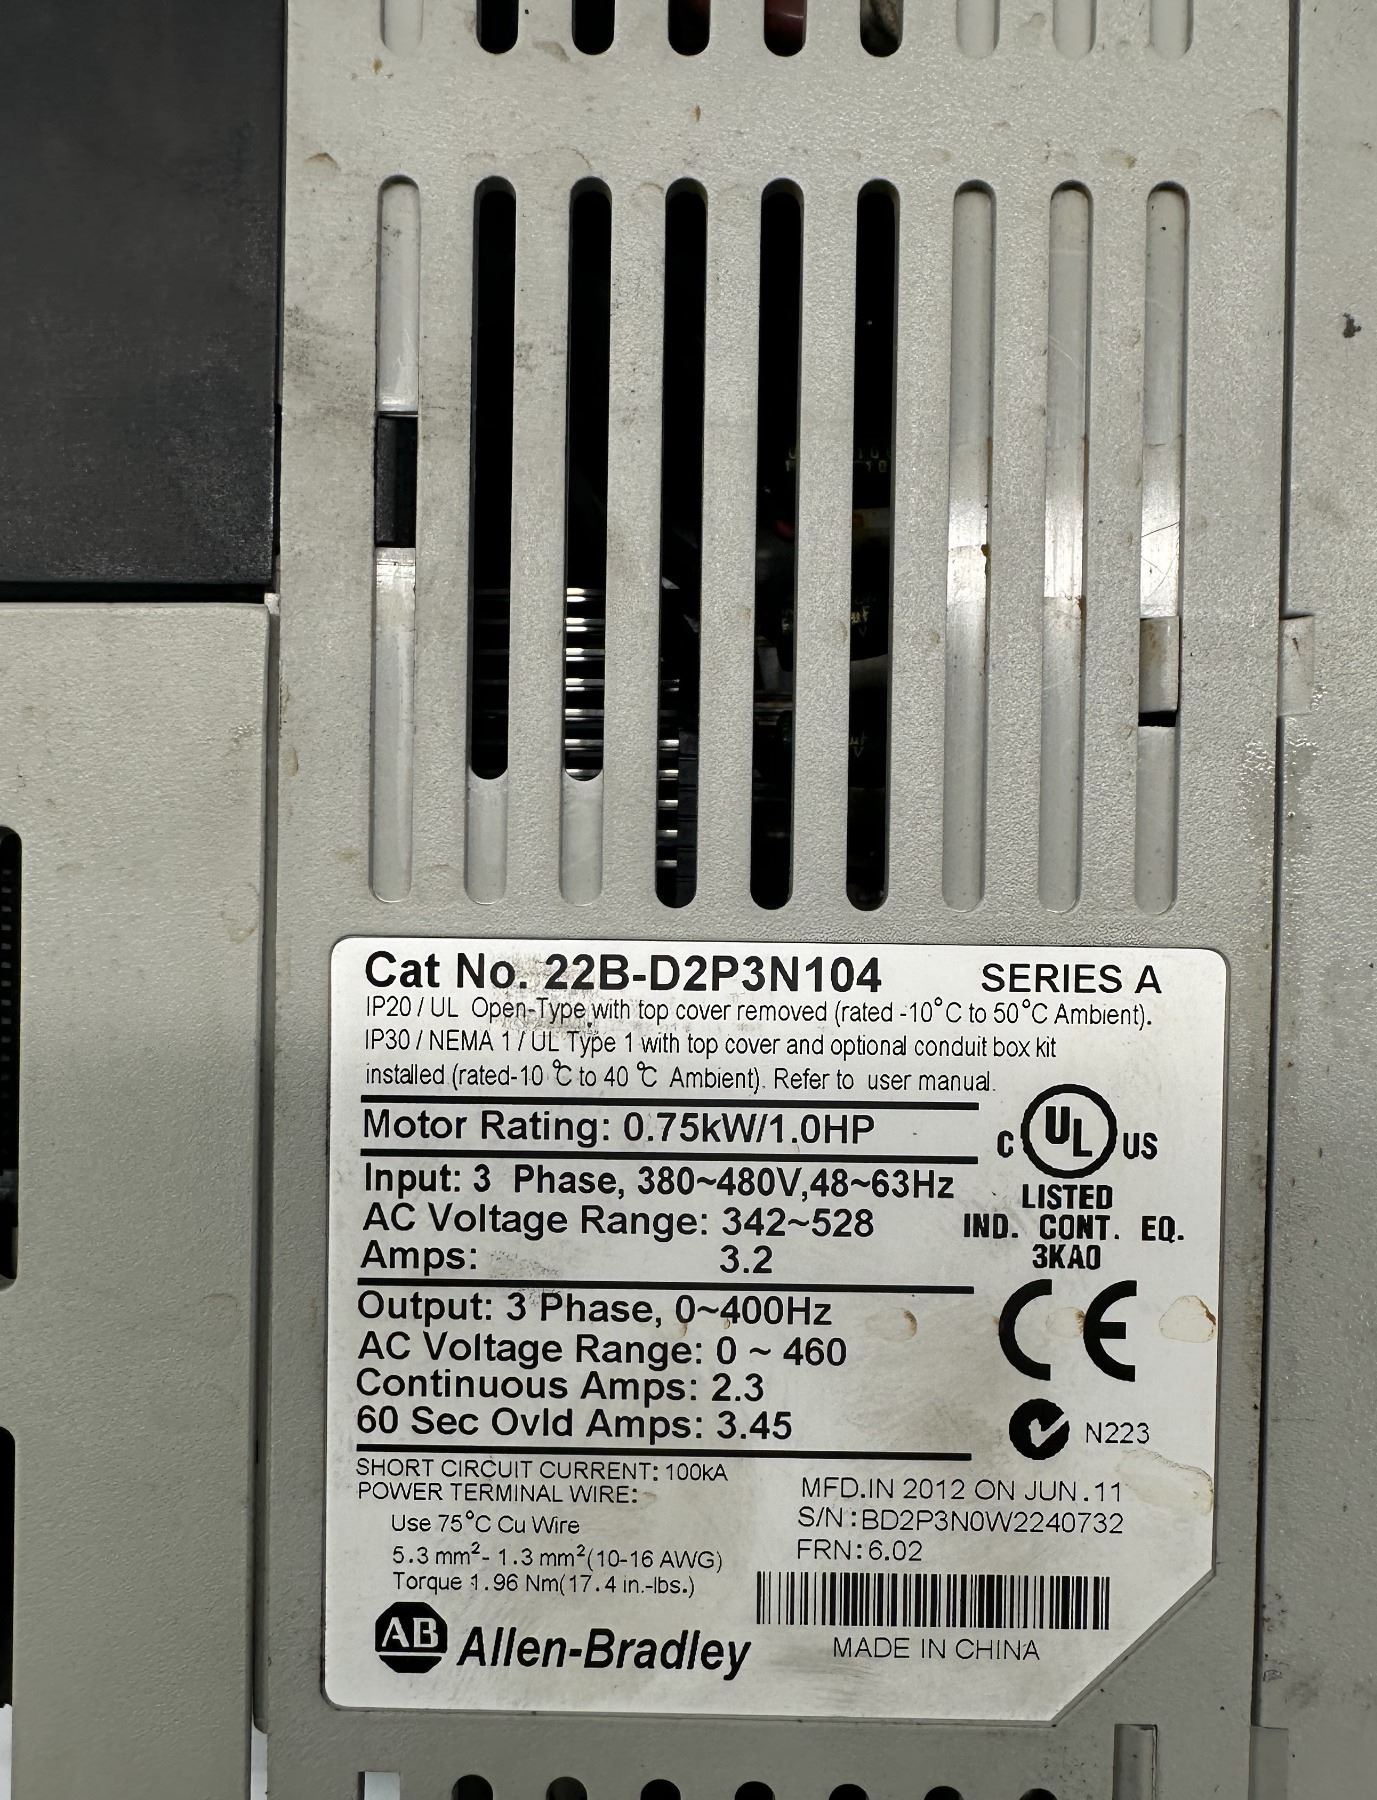 Cat No. 22B-D2P3N104 SERIES A
IP20 / UL Open-Type with top cover removed (rated -10°C to 50°C Ambient).
IP30 / NEMA 1 / UL Type 1 with top cover and optional conduit box kit
installed (rated-10 °C to 40 °C Ambient). Refer to user manual.
Motor Rating: 0.75kW/1.0HP
C UL US
LISTED
IND. CONT. EQ.
3KA0
Input: 3 Phase, 380~480V,48~63Hz
AC Voltage Range: 342~528
Amps: 3.2
Output: 3 Phase, 0~400Hz
AC Voltage Range: 0 ~ 460
Continuous Amps: 2.3
60 Sec Ovld Amps: 3.45
CE
N223
SHORT CIRCUIT CURRENT: 100kA
POWER TERMINAL WIRE:
Use 75°C Cu Wire
5.3 mm²- 1.3 mm²(10-16 AWG)
Torque 1.96 Nm(17.4 in.-lbs.)
MFD.IN 2012 ON JUN.11
S/N:BD2P3N0W2240732
FRN:6.02
AB Allen-Bradley
MADE IN CHINA